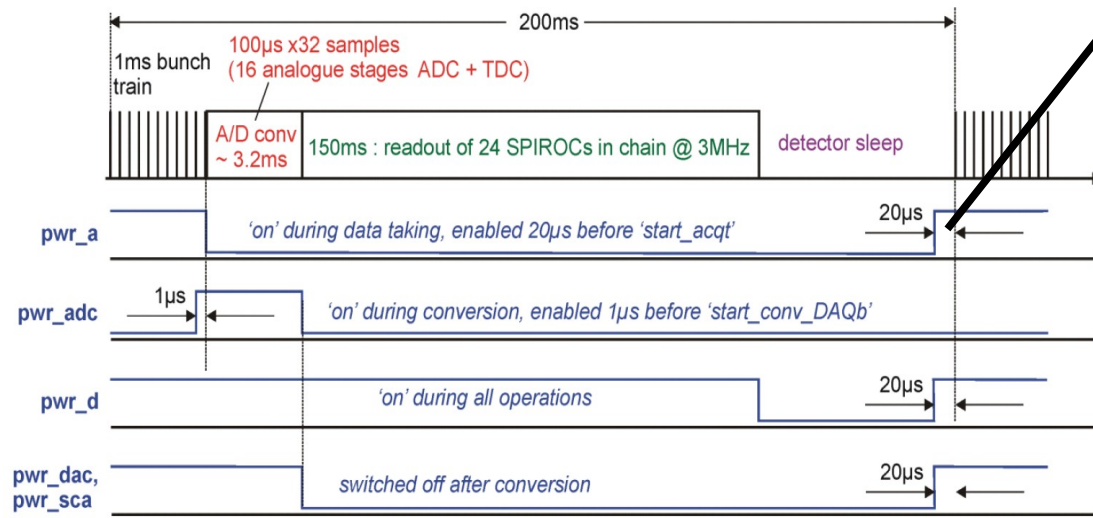 200ms
100µs x32 samples
(16 analogue stages ADC + TDC)
1ms bunch
train
A/D conv
~ 3.2ms
150ms : readout of 24 SPIROCs in chain @ 3MHz
detector sleep
pwr_a
'on' during data taking, enabled 20µs before 'start_acqt'
20µs
pwr_adc
1µs
'on' during conversion, enabled 1µs before 'start_conv_DAQb'
pwr_d
'on' during all operations
20µs
pwr_dac,
pwr_sca
switched off after conversion
20µs